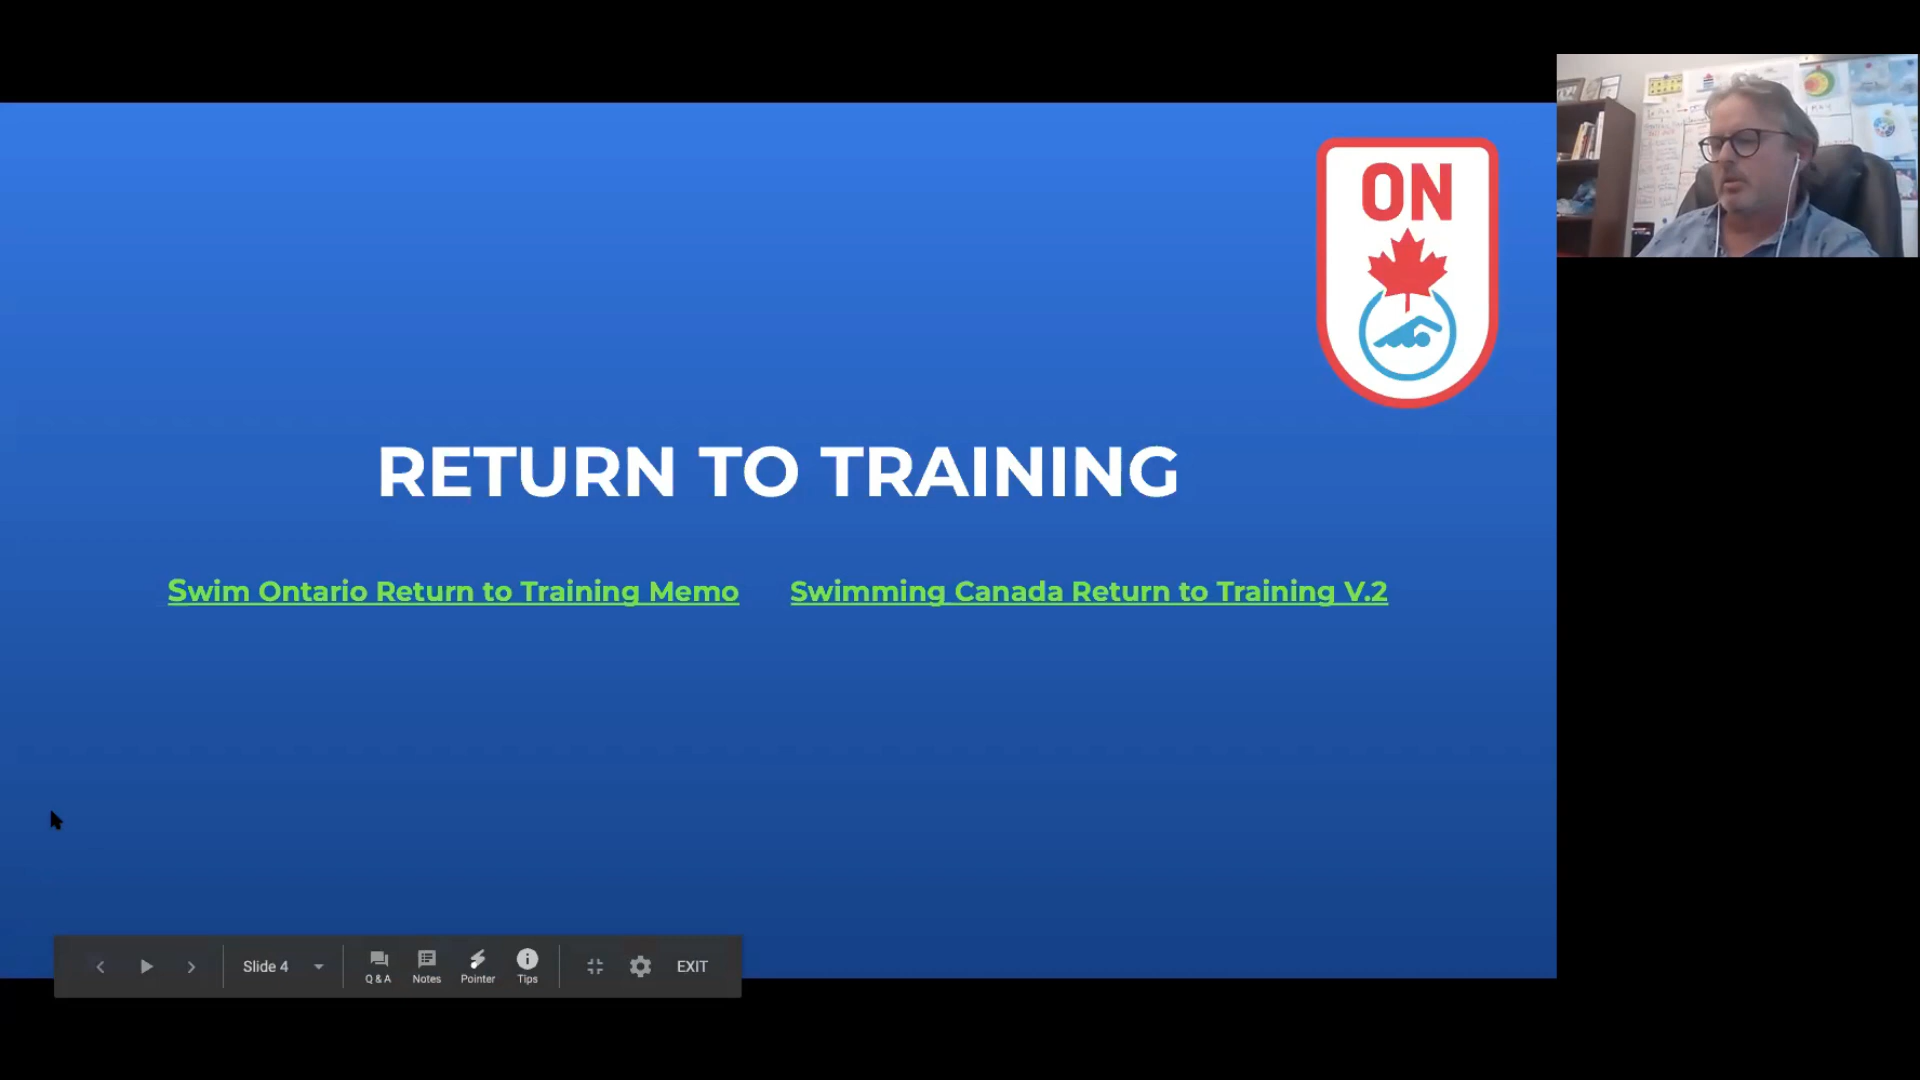 ON
RETURN TO TRAINING
Swim Ontario Return to Training Memo Swimming Canada Return to Training V.2
Slide 4
Q & A
Notes
Pointer
Tips
EXIT
MAY